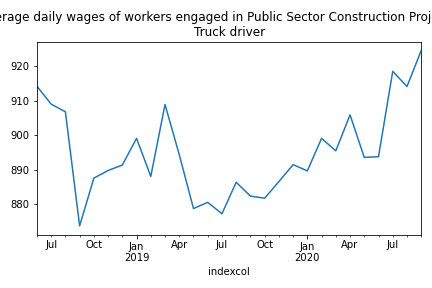 erage daily wages of workers engaged in Public Sector Construction Proj
Truck driver
920
910
900
890
880
Jul
Oct
Jan
2019
Apr
Jul
Oct
Jan
2020
Apr
Jul
indexcol